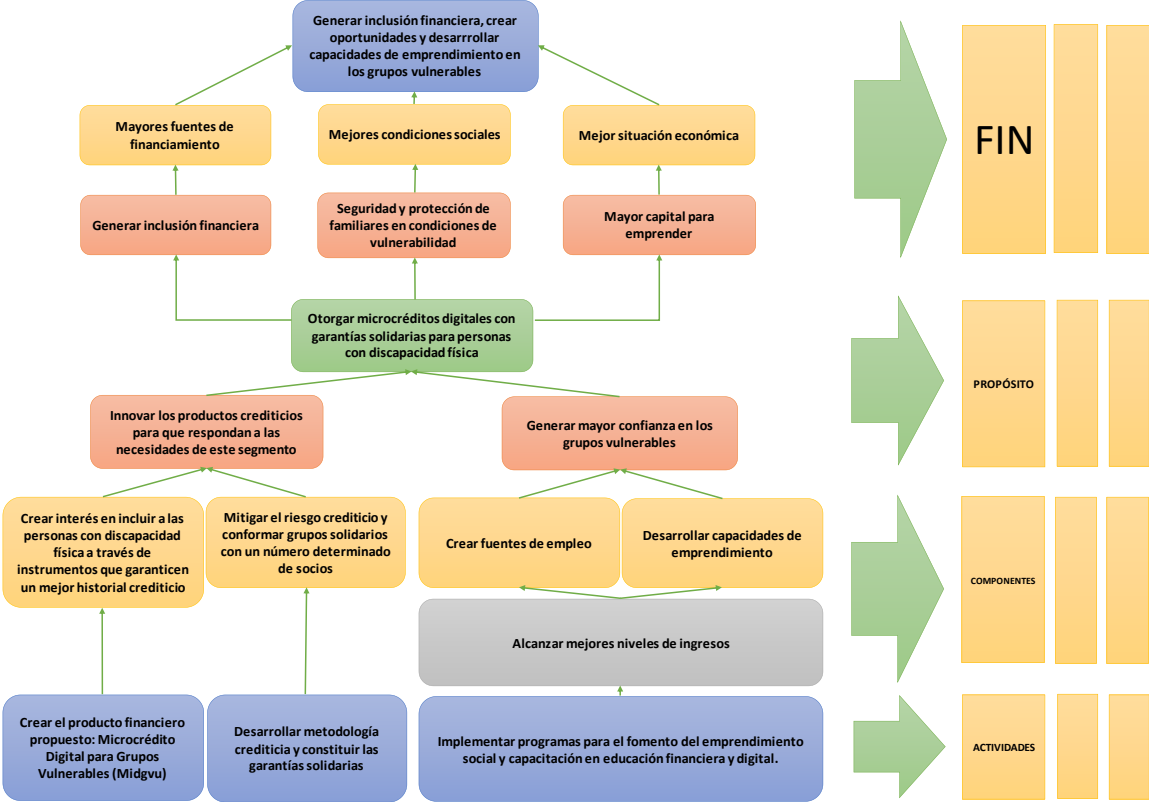 Generar inclusión financiera, crear
oportunidades y desarrrollar
capacidades de emprendimiento en
los grupos vulnerables
Mayores fuentes de
financiamiento
Mejores condiciones sociales
Mejor situación económica
FIN
Generar inclusión financiera
Seguridad y protección de
familiares en condiciones de
vulnerabilidad
Mayor capital para
emprender
Otorgar microcréditos digitales con
garantías solidarias para personas
con discapacidad física
PROPÓSITO
Innovar los productos crediticios
para que respondan a las
necesidades de este segmento
Generar mayor confianza en los
grupos vulnerables
Crear interés en incluir a las
personas con discapacidad
física a través de
instrumentos que garanticen
un mejor historial crediticio
Mitigar el riesgo crediticio y
conformar grupos solidarios
con un número determinado
de socios
Crear fuentes de empleo
Desarrollar capacidades de
emprendimiento
COMPONENTES
Alcanzar mejores niveles de ingresos
Crear el producto financiero
propuesto: Microcrédito
Digital para Grupos
Vulnerables (Midgvu)
Desarrollar metodología
crediticia y constituir las
garantías solidarias
Implementar programas para el fomento del emprendimiento
social y capacitación en educación financiera y digital.
ACTIVIDADES